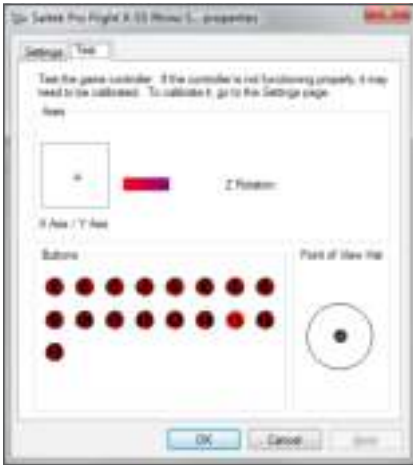 Saitek Pro Flight X-55 Rhino S... properties
Settings Test
Test the game controller. If the controller is not functioning properly, it may
need to be calibrated. To calibrate it, go to the Settings page.
Axes
Z Rotation
X Axis / Y Axis
Buttons
Point of View Hat
OK Cancel Apply